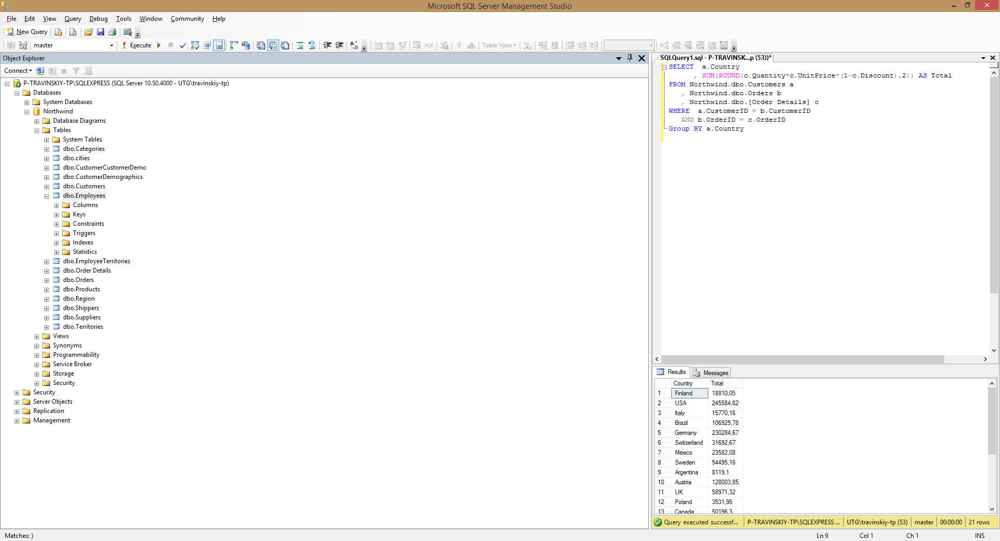 Microsoft SQL Server Management Studio
File Edit View Query Debug Tools Window Community Help
New Query
master Execute Table View
Object Explorer
Connect
P-TRAVINSKIY-TP\SQLEXPRESS (SQL Server 10.50.4000 - UTG\travinskiy-tp)
Databases
System Databases
Northwind
Database Diagrams
Tables
System Tables
dbo.Categories
dbo.cities
dbo.CustomerCustomerDemo
dbo.CustomerDemographics
dbo.Customers
dbo.Employees
Columns
Keys
Constraints
Triggers
Indexes
Statistics
dbo.EmployeeTerritories
dbo.Order Details
dbo.Orders
dbo.Products
dbo.Region
dbo.Shippers
dbo.Suppliers
dbo.Territories
Views
Synonyms
Programmability
Service Broker
Storage
Security
Security
Server Objects
Replication
Management
SQLQuery1.sql - P-TRAVINSK...p (53))*
SELECT a.Country
, SUM(ROUND(c.Quantity*c.UnitPrice*(1-c.Discount),2)) AS Total
FROM Northwind.dbo.Customers a
, Northwind.dbo.Orders b
, Northwind.dbo.[Order Details] c
WHERE a.CustomerID = b.CustomerID
AND b.OrderID = c.OrderID
Group BY a.Country
Results Messages
Country Total
1 Finland 18810,05
2 USA 245584,62
3 Italy 15770,16
4 Brazil 106925,78
5 Germany 230284,67
6 Switzerland 31692,67
7 Mexico 23582,08
8 Sweden 54495,16
9 Argentina 8119,1
10 Austria 128003,85
11 UK 58971,32
12 Poland 3531,95
13 Canada 50196,3
Query executed successf... P-TRAVINSKIY-TP\SQLEXPRESS ... UTG\travinskiy-tp (53) master 00:00:00 21 rows
Matches: ) Ln 9 Col 1 Ch 1 INS